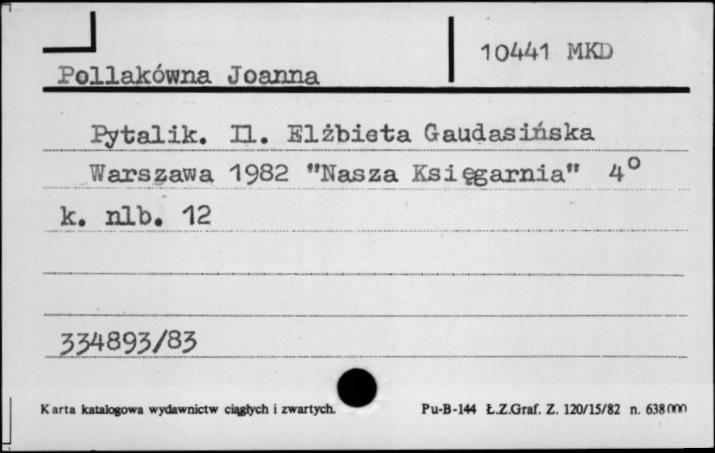 10441 MKD
Pollakówna Joanna
Pytalik. Il. Elżbieta Gaudasińska
Warszawa 1982 "Nasza Księgarnia" 4°
k. nlb. 12
334893/83
Karta katalogowa wydawnictw ciągłych i zwartych. Pu-B-144 Ł.Z.Graf. Z. 120/15/82 n. 638000